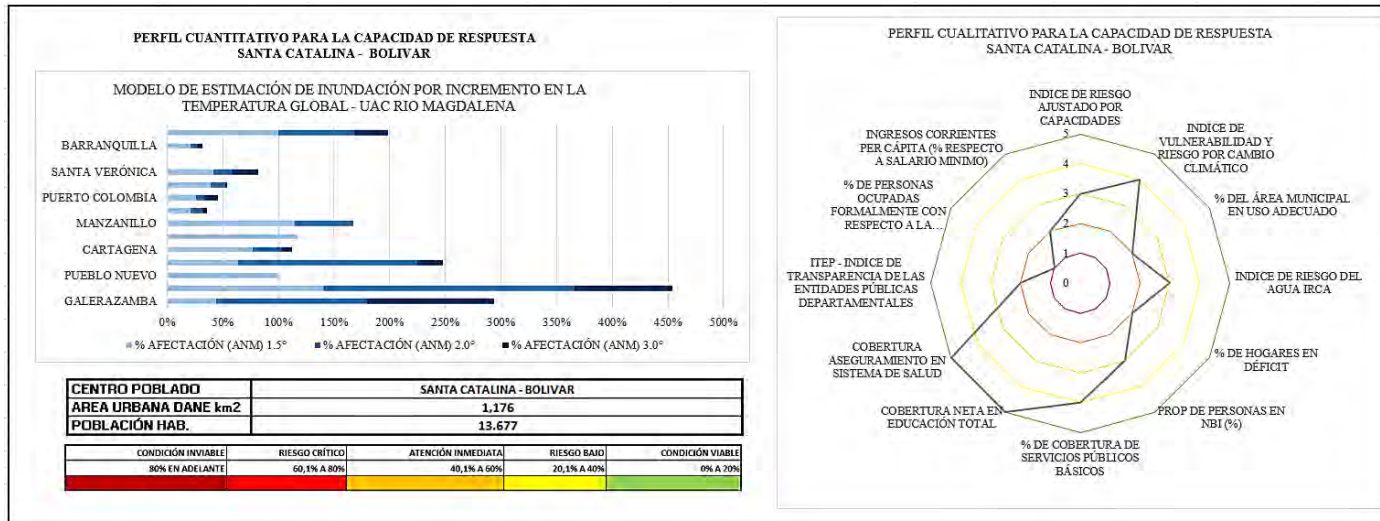 PERFIL CUANTITATIVO PARA LA CAPACIDAD DE RESPUESTA
SANTA CATALINA - BOLIVAR
MODELO DE ESTIMACIÓN DE INUNDACIÓN POR INCREMENTO EN LA
TEMPERATURA GLOBAL - UAC RIO MAGDALENA
BARRANQUILLA
SANTA VERÓNICA
PUERTO COLOMBIA
MANZANILLO
CARTAGENA
PUEBLO NUEVO
GALERAZAMBA
0% 50% 100% 150% 200% 250% 300% 350% 400% 450% 500%
% AFECTACIÓN (ANM) 1.5° % AFECTACIÓN (ANM) 2.0° % AFECTACIÓN (ANM) 3.0°
CENTRO POBLADO SANTA CATALINA - BOLIVAR
AREA URBANA DANE km2 1,176
POBLACIÓN HAB. 13.677
CONDICIÓN INVIABLE RIESGO CRÍTICO ATENCIÓN INMEDIATA RIESGO BAJO CONDICIÓN VIABLE
80% EN ADELANTE 60,1% A 80% 40,1% A 60% 20,1% A 40% 0% A 20%
PERFIL CUALITATIVO PARA LA CAPACIDAD DE RESPUESTA
SANTA CATALINA - BOLIVAR
INDICE DE RIESGO
AJUSTADO POR
CAPACIDADES
INDICE DE
VULNERABILIDAD Y
RIESGO POR CAMBIO
CLIMÁTICO
% DEL ÁREA MUNICIPAL
EN USO ADECUADO
INDICE DE RIESGO DEL
AGUA IRCA
% DE HOGARES EN
DÉFICIT
PROP DE PERSONAS EN
NBI (%)
% DE COBERTURA DE
SERVICIOS PÚBLICOS
BÁSICOS
COBERTURA NETA EN
EDUCACIÓN TOTAL
COBERTURA
ASEGURAMIENTO EN
SISTEMA DE SALUD
ITEP - INDICE DE
TRANSPARENCIA DE LAS
ENTIDADES PÚBLICAS
DEPARTAMENTALES
% DE PERSONAS
OCUPADAS
FORMALMENTE CON
RESPECTO A LA...
INGRESOS CORRIENTES
PER CÁPITA (% RESPECTO
A SALARIO MINIMO)
5
4
3
2
1
0